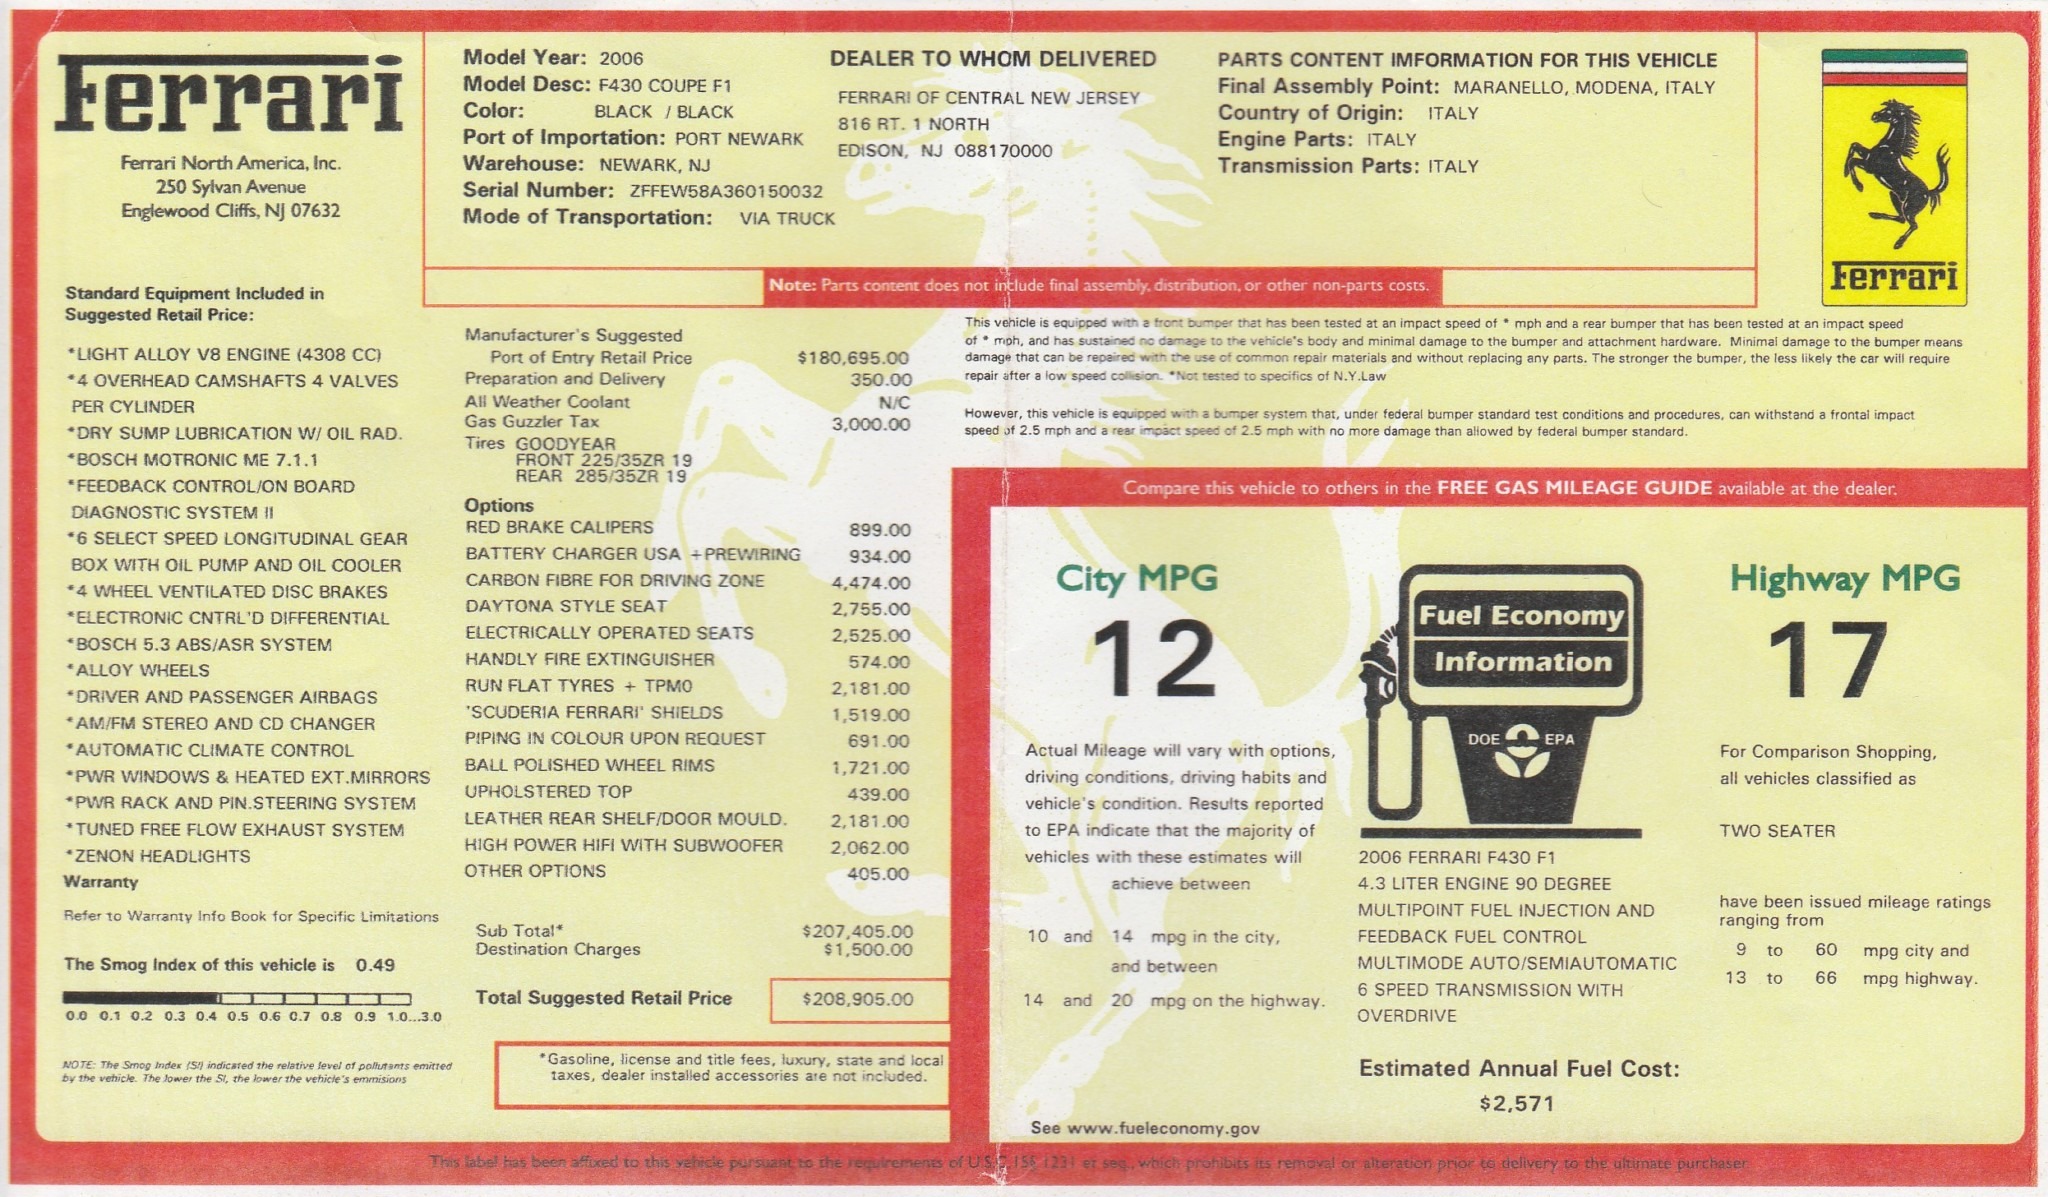 Ferrari
Ferrari North America, Inc.
250 Sylvan Avenue
Englewood Cliffs, NJ 07632
Model Year: 2006
Model Desc: F430 COUPE F1
Color: BLACK / BLACK
Port of Importation: PORT NEWARK
Warehouse: NEWARK, NJ
Serial Number: ZFFEW58A360150032
Mode of Transportation: VIA TRUCK
DEALER TO WHOM DELIVERED
FERRARI OF CENTRAL NEW JERSEY
816 RT. 1 NORTH
EDISON, NJ 088170000
PARTS CONTENT IMFORMATION FOR THIS VEHICLE
Final Assembly Point: MARANELLO, MODENA, ITALY
Country of Origin: ITALY
Engine Parts: ITALY
Transmission Parts: ITALY
Ferrari
Note: Parts content does not include final assembly, distribution, or other non-parts costs.
Standard Equipment Included in
Suggested Retail Price:
*LIGHT ALLOY V8 ENGINE (4308 CC)
*4 OVERHEAD CAMSHAFTS 4 VALVES
PER CYLINDER
*DRY SUMP LUBRICATION W/ OIL RAD.
*BOSCH MOTRONIC ME 7.1.1
*FEEDBACK CONTROL/ON BOARD
DIAGNOSTIC SYSTEM II
*6 SELECT SPEED LONGITUDINAL GEAR
BOX WITH OIL PUMP AND OIL COOLER
*4 WHEEL VENTILATED DISC BRAKES
*ELECTRONIC CNTRL'D DIFFERENTIAL
*BOSCH 5.3 ABS/ASR SYSTEM
*ALLOY WHEELS
*DRIVER AND PASSENGER AIRBAGS
*AM/FM STEREO AND CD CHANGER
*AUTOMATIC CLIMATE CONTROL
*PWR WINDOWS & HEATED EXT.MIRRORS
*PWR RACK AND PIN.STEERING SYSTEM
*TUNED FREE FLOW EXHAUST SYSTEM
*ZENON HEADLIGHTS
Warranty
Refer to Warranty Info Book for Specific Limitations
The Smog Index of this vehicle is 0.49
0.0 0.1 0.2 0.3 0.4 0.5 0.6 0.7 0.8 0.9 1.0...3.0
NOTE: The Smog Index (SI) indicated the relative level of pollutants emitted
by the vehicle. The lower the SI, the lower the vehicle's emmisions
Manufacturer's Suggested
Port of Entry Retail Price $180,695.00
Preparation and Delivery 350.00
All Weather Coolant N/C
Gas Guzzler Tax 3,000.00
Tires GOODYEAR
FRONT 225/35ZR 19
REAR 285/35ZR 19
Options
RED BRAKE CALIPERS 899.00
BATTERY CHARGER USA +PREWIRING 934.00
CARBON FIBRE FOR DRIVING ZONE 4,474.00
DAYTONA STYLE SEAT 2,755.00
ELECTRICALLY OPERATED SEATS 2,525.00
HANDLY FIRE EXTINGUISHER 574.00
RUN FLAT TYRES + TPM0 2,181.00
'SCUDERIA FERRARI' SHIELDS 1,519.00
PIPING IN COLOUR UPON REQUEST 691.00
BALL POLISHED WHEEL RIMS 1,721.00
UPHOLSTERED TOP 439.00
LEATHER REAR SHELF/DOOR MOULD. 2,181.00
HIGH POWER HIFI WITH SUBWOOFER 2,062.00
OTHER OPTIONS 405.00
Sub Total* $207,405.00
Destination Charges $1,500.00
Total Suggested Retail Price $208,905.00
*Gasoline, license and title fees, luxury, state and local
taxes, dealer installed accessories are not included.
This vehicle is equipped with a front bumper that has been tested at an impact speed of * mph and a rear bumper that has been tested at an impact speed
of * mph, and has sustained no damage to the vehicle's body and minimal damage to the bumper and attachment hardware. Minimal damage to the bumper means
damage that can be repaired with the use of common repair materials and without replacing any parts. The stronger the bumper, the less likely the car will require
repair after a low speed collision. *Not tested to specifics of N.Y.Law
However, this vehicle is equipped with a bumper system that, under federal bumper standard test conditions and procedures, can withstand a frontal impact
speed of 2.5 mph and a rear impact speed of 2.5 mph with no more damage than allowed by federal bumper standard.
Compare this vehicle to others in the FREE GAS MILEAGE GUIDE available at the dealer.
City MPG
12
Actual Mileage will vary with options,
driving conditions, driving habits and
vehicle's condition. Results reported
to EPA indicate that the majority of
vehicles with these estimates will
achieve between
10 and 14 mpg in the city,
and between
14 and 20 mpg on the highway.
See www.fueleconomy.gov
Fuel Economy
Information
DOE EPA
2006 FERRARI F430 F1
4.3 LITER ENGINE 90 DEGREE
MULTIPOINT FUEL INJECTION AND
FEEDBACK FUEL CONTROL
MULTIMODE AUTO/SEMIAUTOMATIC
6 SPEED TRANSMISSION WITH
OVERDRIVE
Estimated Annual Fuel Cost:
$2,571
Highway MPG
17
For Comparison Shopping,
all vehicles classified as
TWO SEATER
have been issued mileage ratings
ranging from
9 to 60 mpg city and
13 to 66 mpg highway.
This label has been affixed to this vehicle pursuant to the requirements of U.S.C. 15§ 1231 et seq., which prohibits its removal or alteration prior to delivery to the ultimate purchaser.